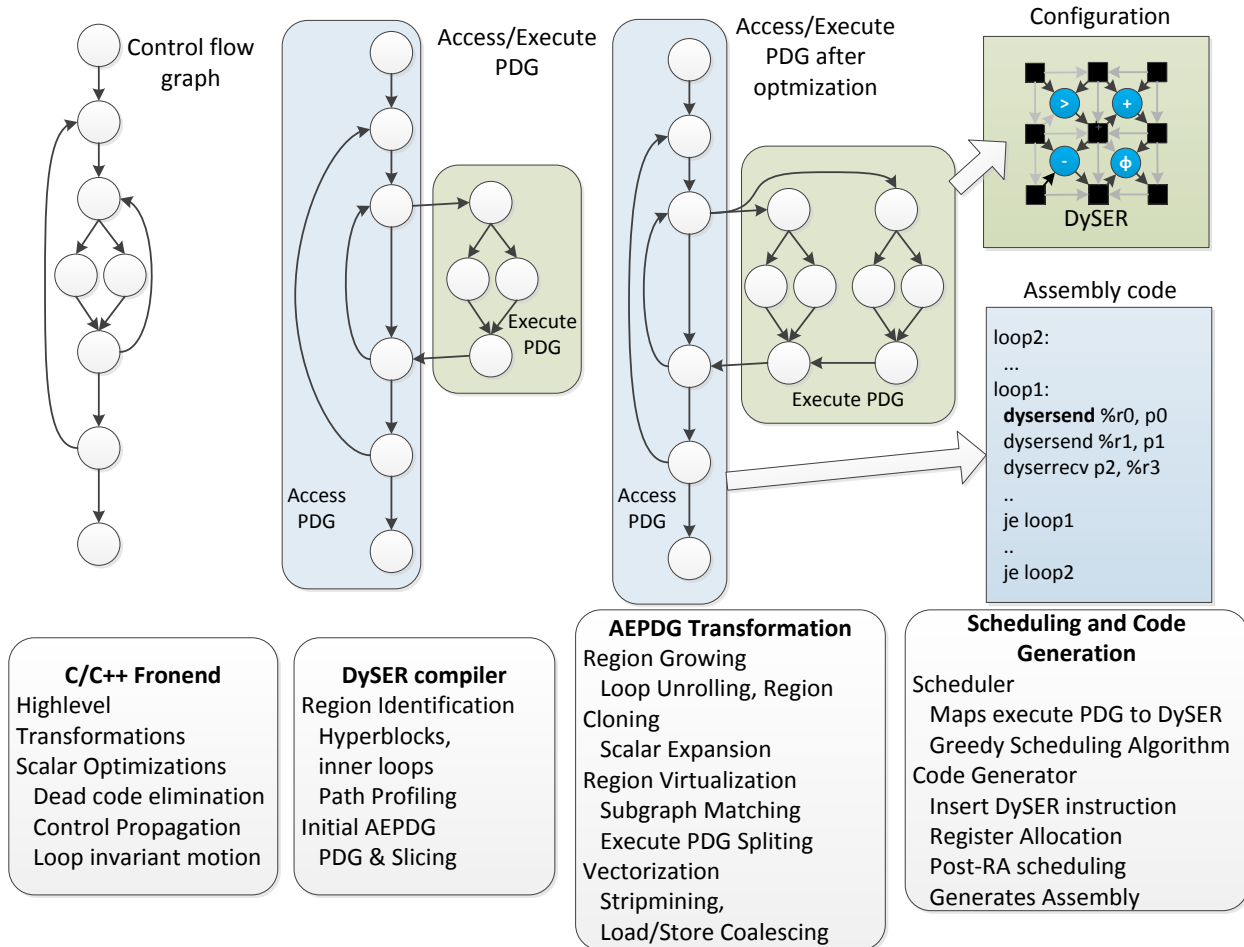 Control flow
graph
Access/Execute
PDG
Execute
PDG
Access
PDG
Access/Execute
PDG after
optmization
Execute PDG
Access
PDG
Configuration
>
+
-
ф
DySER
Assembly code
loop2:
...
loop1:
dysersend %r0, p0
dysersend %r1, p1
dyserrecv p2, %r3
..
je loop1
..
je loop2
C/C++ Fronend
Highlevel
Transformations
Scalar Optimizations
Dead code elimination
Control Propagation
Loop invariant motion
DySER compiler
Region Identification
Hyperblocks,
inner loops
Path Profiling
Initial AEPDG
PDG & Slicing
AEPDG Transformation
Region Growing
Loop Unrolling, Region
Cloning
Scalar Expansion
Region Virtualization
Subgraph Matching
Execute PDG Spliting
Vectorization
Stripmining,
Load/Store Coalescing
Scheduling and Code
Generation
Scheduler
Maps execute PDG to DySER
Greedy Scheduling Algorithm
Code Generator
Insert DySER instruction
Register Allocation
Post-RA scheduling
Generates Assembly